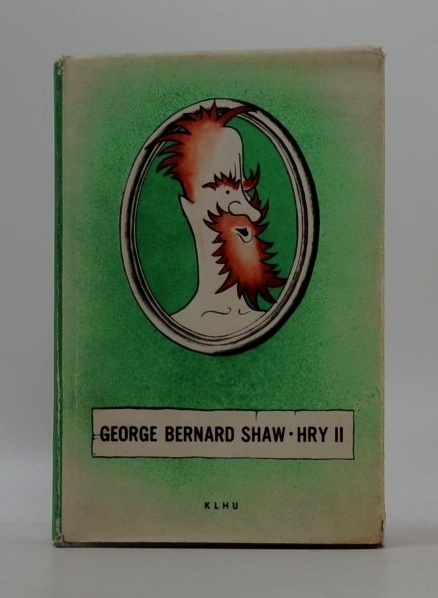 GEORGE BERNARD SHAW · HRY II
KLHU